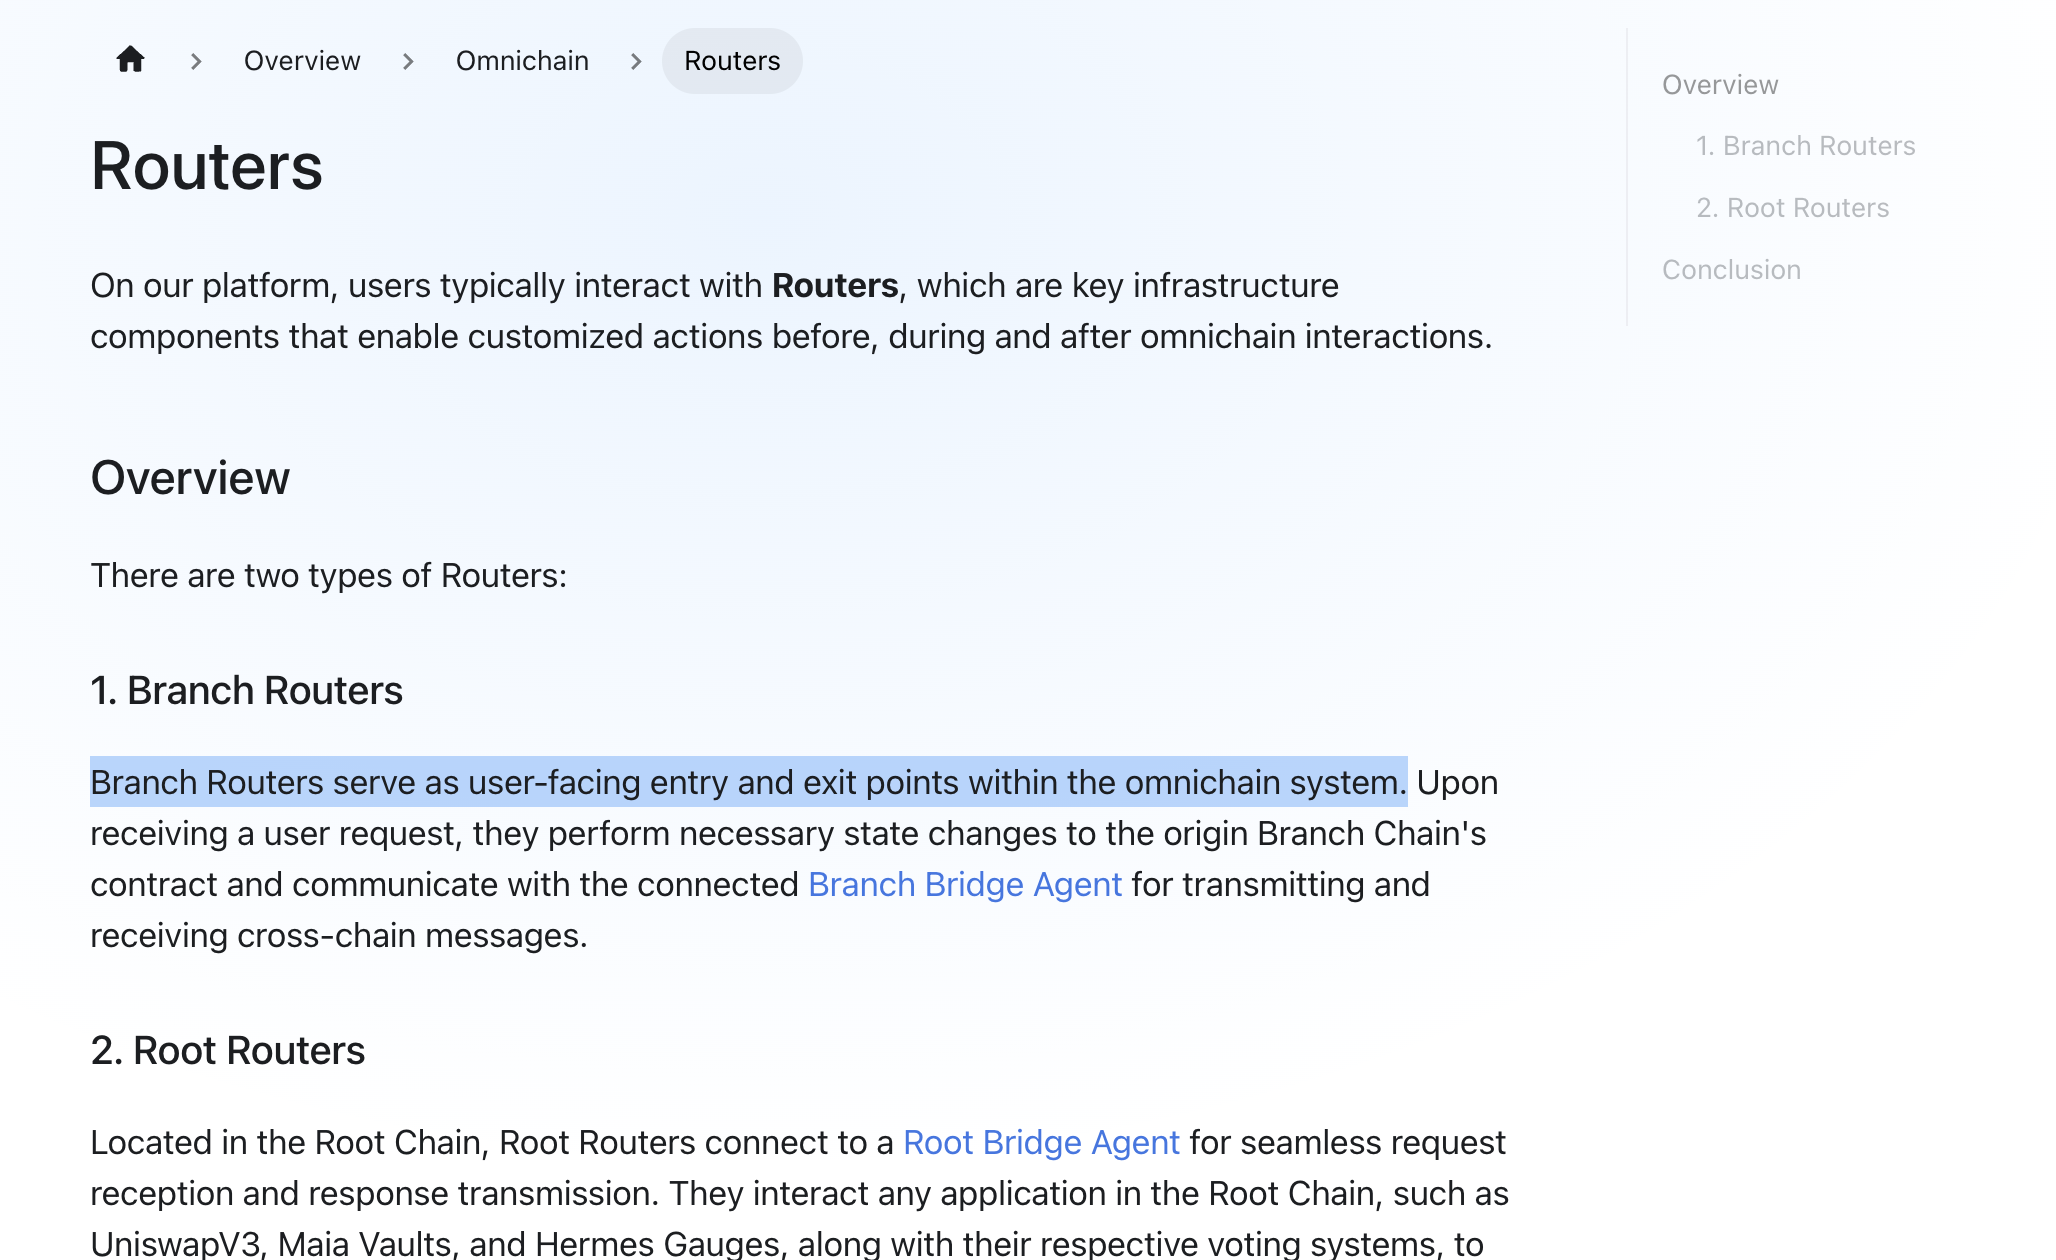 Overview > Omnichain > Routers
Routers
On our platform, users typically interact with Routers, which are key infrastructure
components that enable customized actions before, during and after omnichain interactions.
Overview
There are two types of Routers:
1. Branch Routers
Branch Routers serve as user-facing entry and exit points within the omnichain system. Upon
receiving a user request, they perform necessary state changes to the origin Branch Chain's
contract and communicate with the connected Branch Bridge Agent for transmitting and
receiving cross-chain messages.
2. Root Routers
Located in the Root Chain, Root Routers connect to a Root Bridge Agent for seamless request
reception and response transmission. They interact any application in the Root Chain, such as
UniswapV3, Maia Vaults, and Hermes Gauges, along with their respective voting systems, to
Overview
1. Branch Routers
2. Root Routers
Conclusion